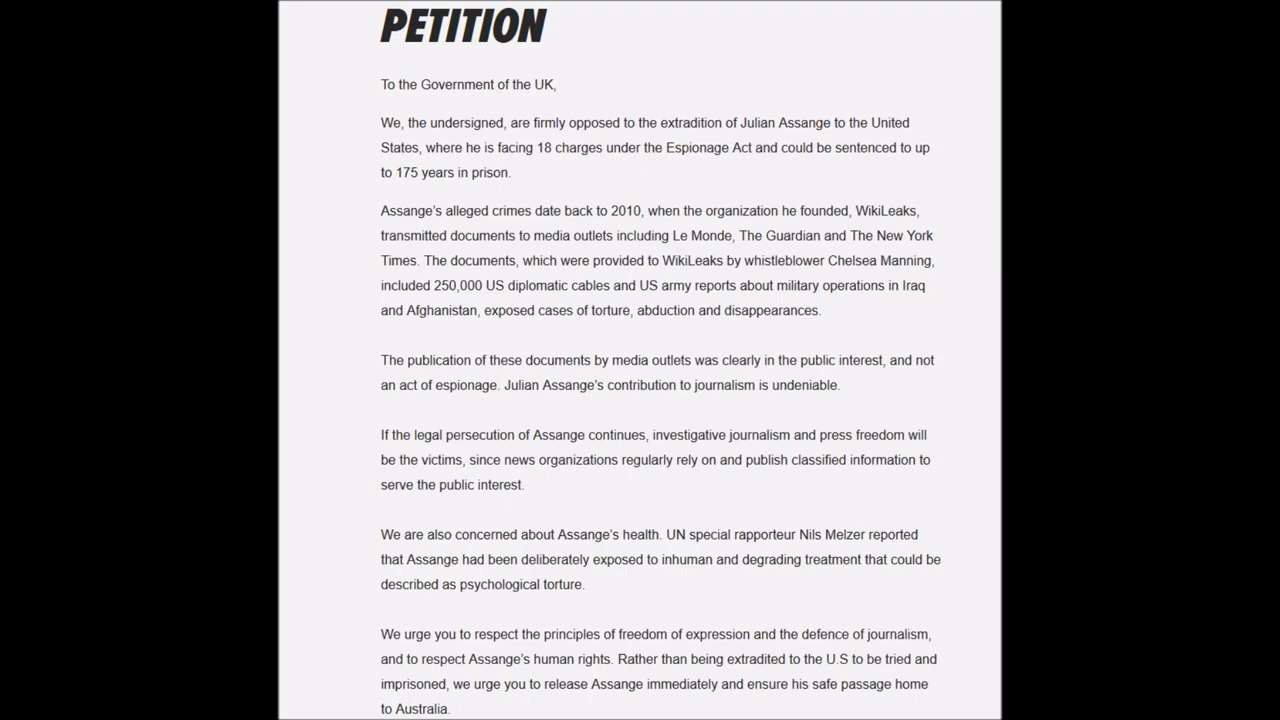 PETITION
To the Government of the UK,
We, the undersigned, are firmly opposed to the extradition of Julian Assange to the United
States, where he is facing 18 charges under the Espionage Act and could be sentenced to up
to 175 years in prison.
Assange’s alleged crimes date back to 2010, when the organization he founded, WikiLeaks,
transmitted documents to media outlets including Le Monde, The Guardian and The New York
Times. The documents, which were provided to WikiLeaks by whistleblower Chelsea Manning,
included 250,000 US diplomatic cables and US army reports about military operations in Iraq
and Afghanistan, exposed cases of torture, abduction and disappearances.
The publication of these documents by media outlets was clearly in the public interest, and not
an act of espionage. Julian Assange’s contribution to journalism is undeniable.
If the legal persecution of Assange continues, investigative journalism and press freedom will
be the victims, since news organizations regularly rely on and publish classified information to
serve the public interest.
We are also concerned about Assange’s health. UN special rapporteur Nils Melzer reported
that Assange had been deliberately exposed to inhuman and degrading treatment that could be
described as psychological torture.
We urge you to respect the principles of freedom of expression and the defence of journalism,
and to respect Assange’s human rights. Rather than being extradited to the U.S to be tried and
imprisoned, we urge you to release Assange immediately and ensure his safe passage home
to Australia.